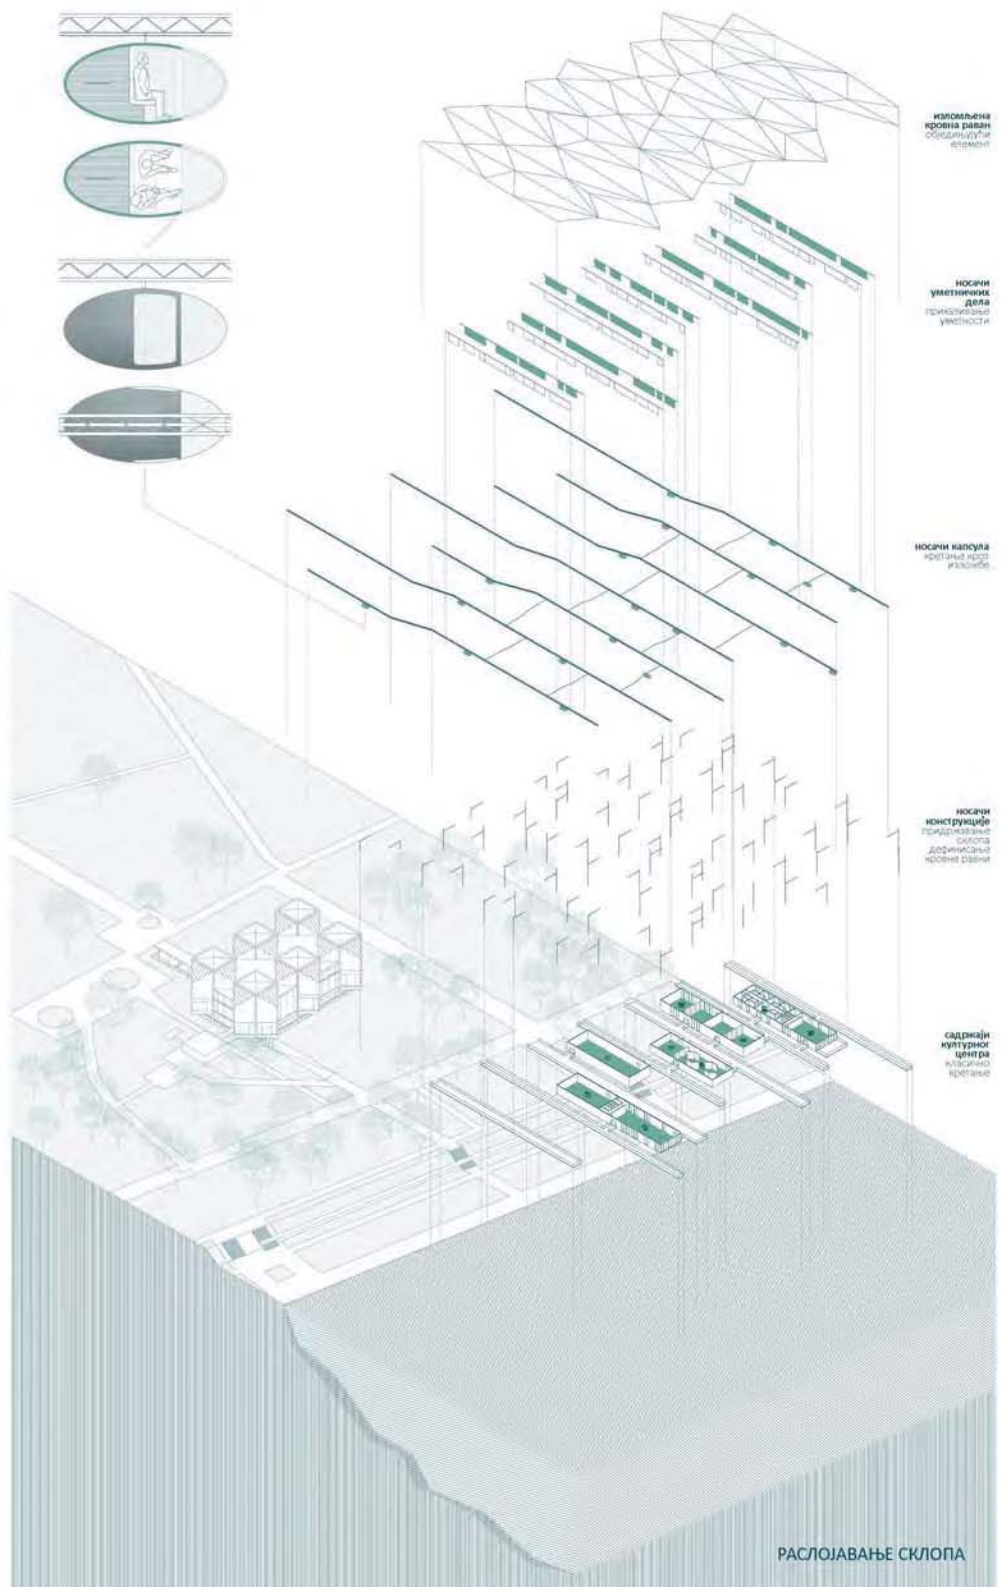 изломљена
кровна раван
обједињујући
елемент
носачи
уметничких
дела
приказивање
уметности
носачи капсула
кретање кроз
изложбе
носачи
конструкције
придржавање
склопа
дефинисање
кровне равни
садржаји
културног
центра
класично
кретање
РАСЛОЈАВАЊЕ СКЛОПА